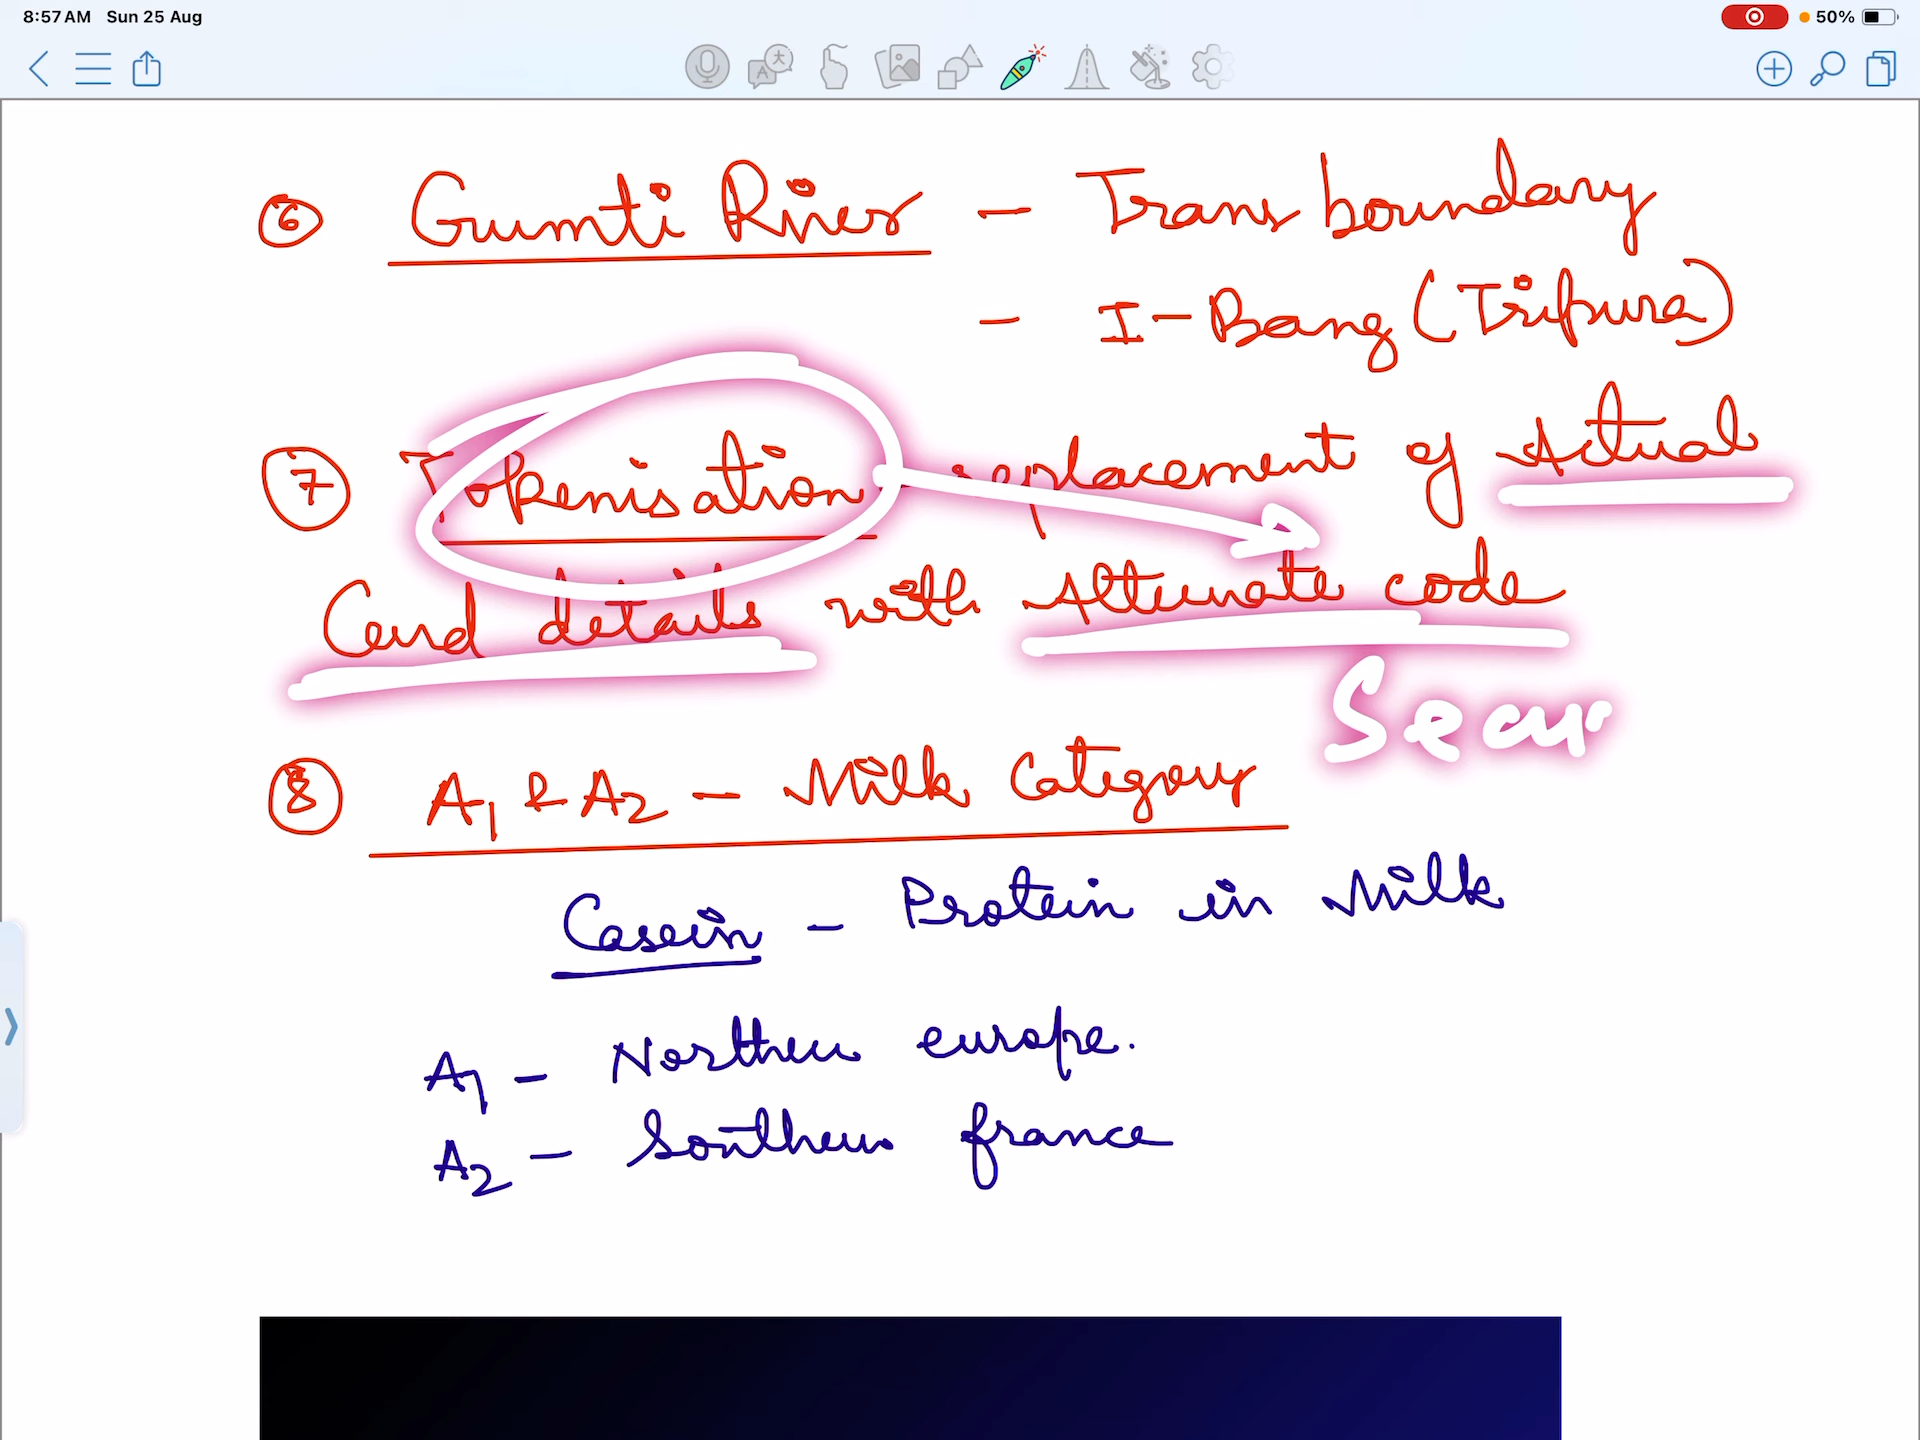 8:57 AM Sun 25 Aug
50%
6 Gumti River - Trans boundary
- I-Bang (Tripura)
7 Tokenisation replacement of Actual
Card details with Alternate code
Secur
8 A1 & A2 - Milk Category
Casein - Protein in Milk
A1 - Northern europe.
A2 - Southern france